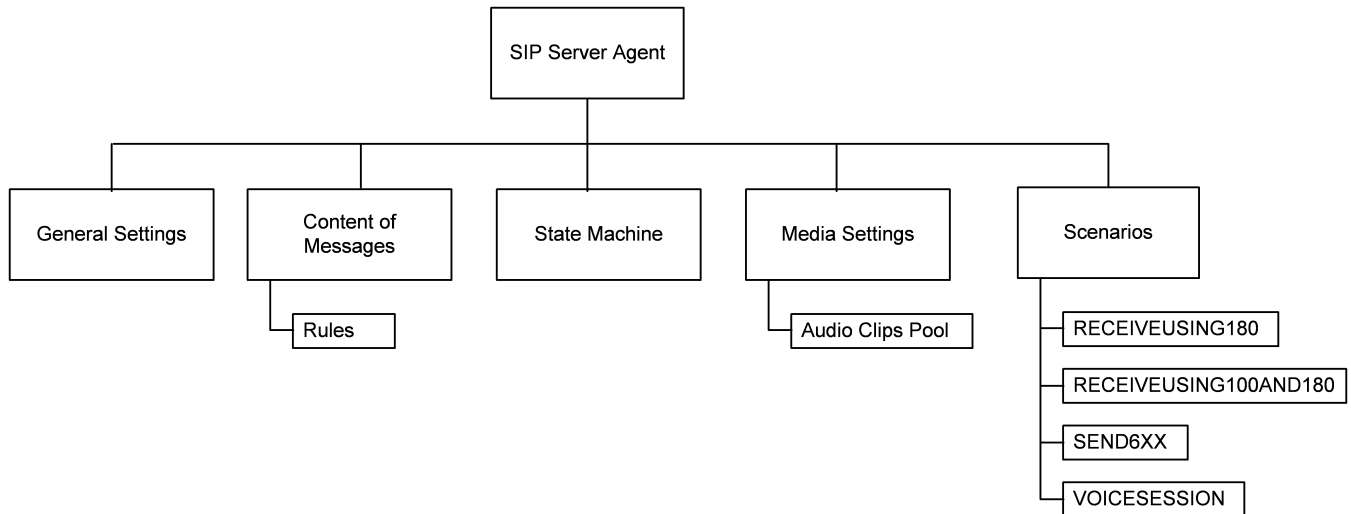 SIP Server Agent
General Settings
Content of
Messages
State Machine
Media Settings
Scenarios
Rules
Audio Clips Pool
RECEIVEUSING180
RECEIVEUSING100AND180
SEND6XX
VOICESESSION